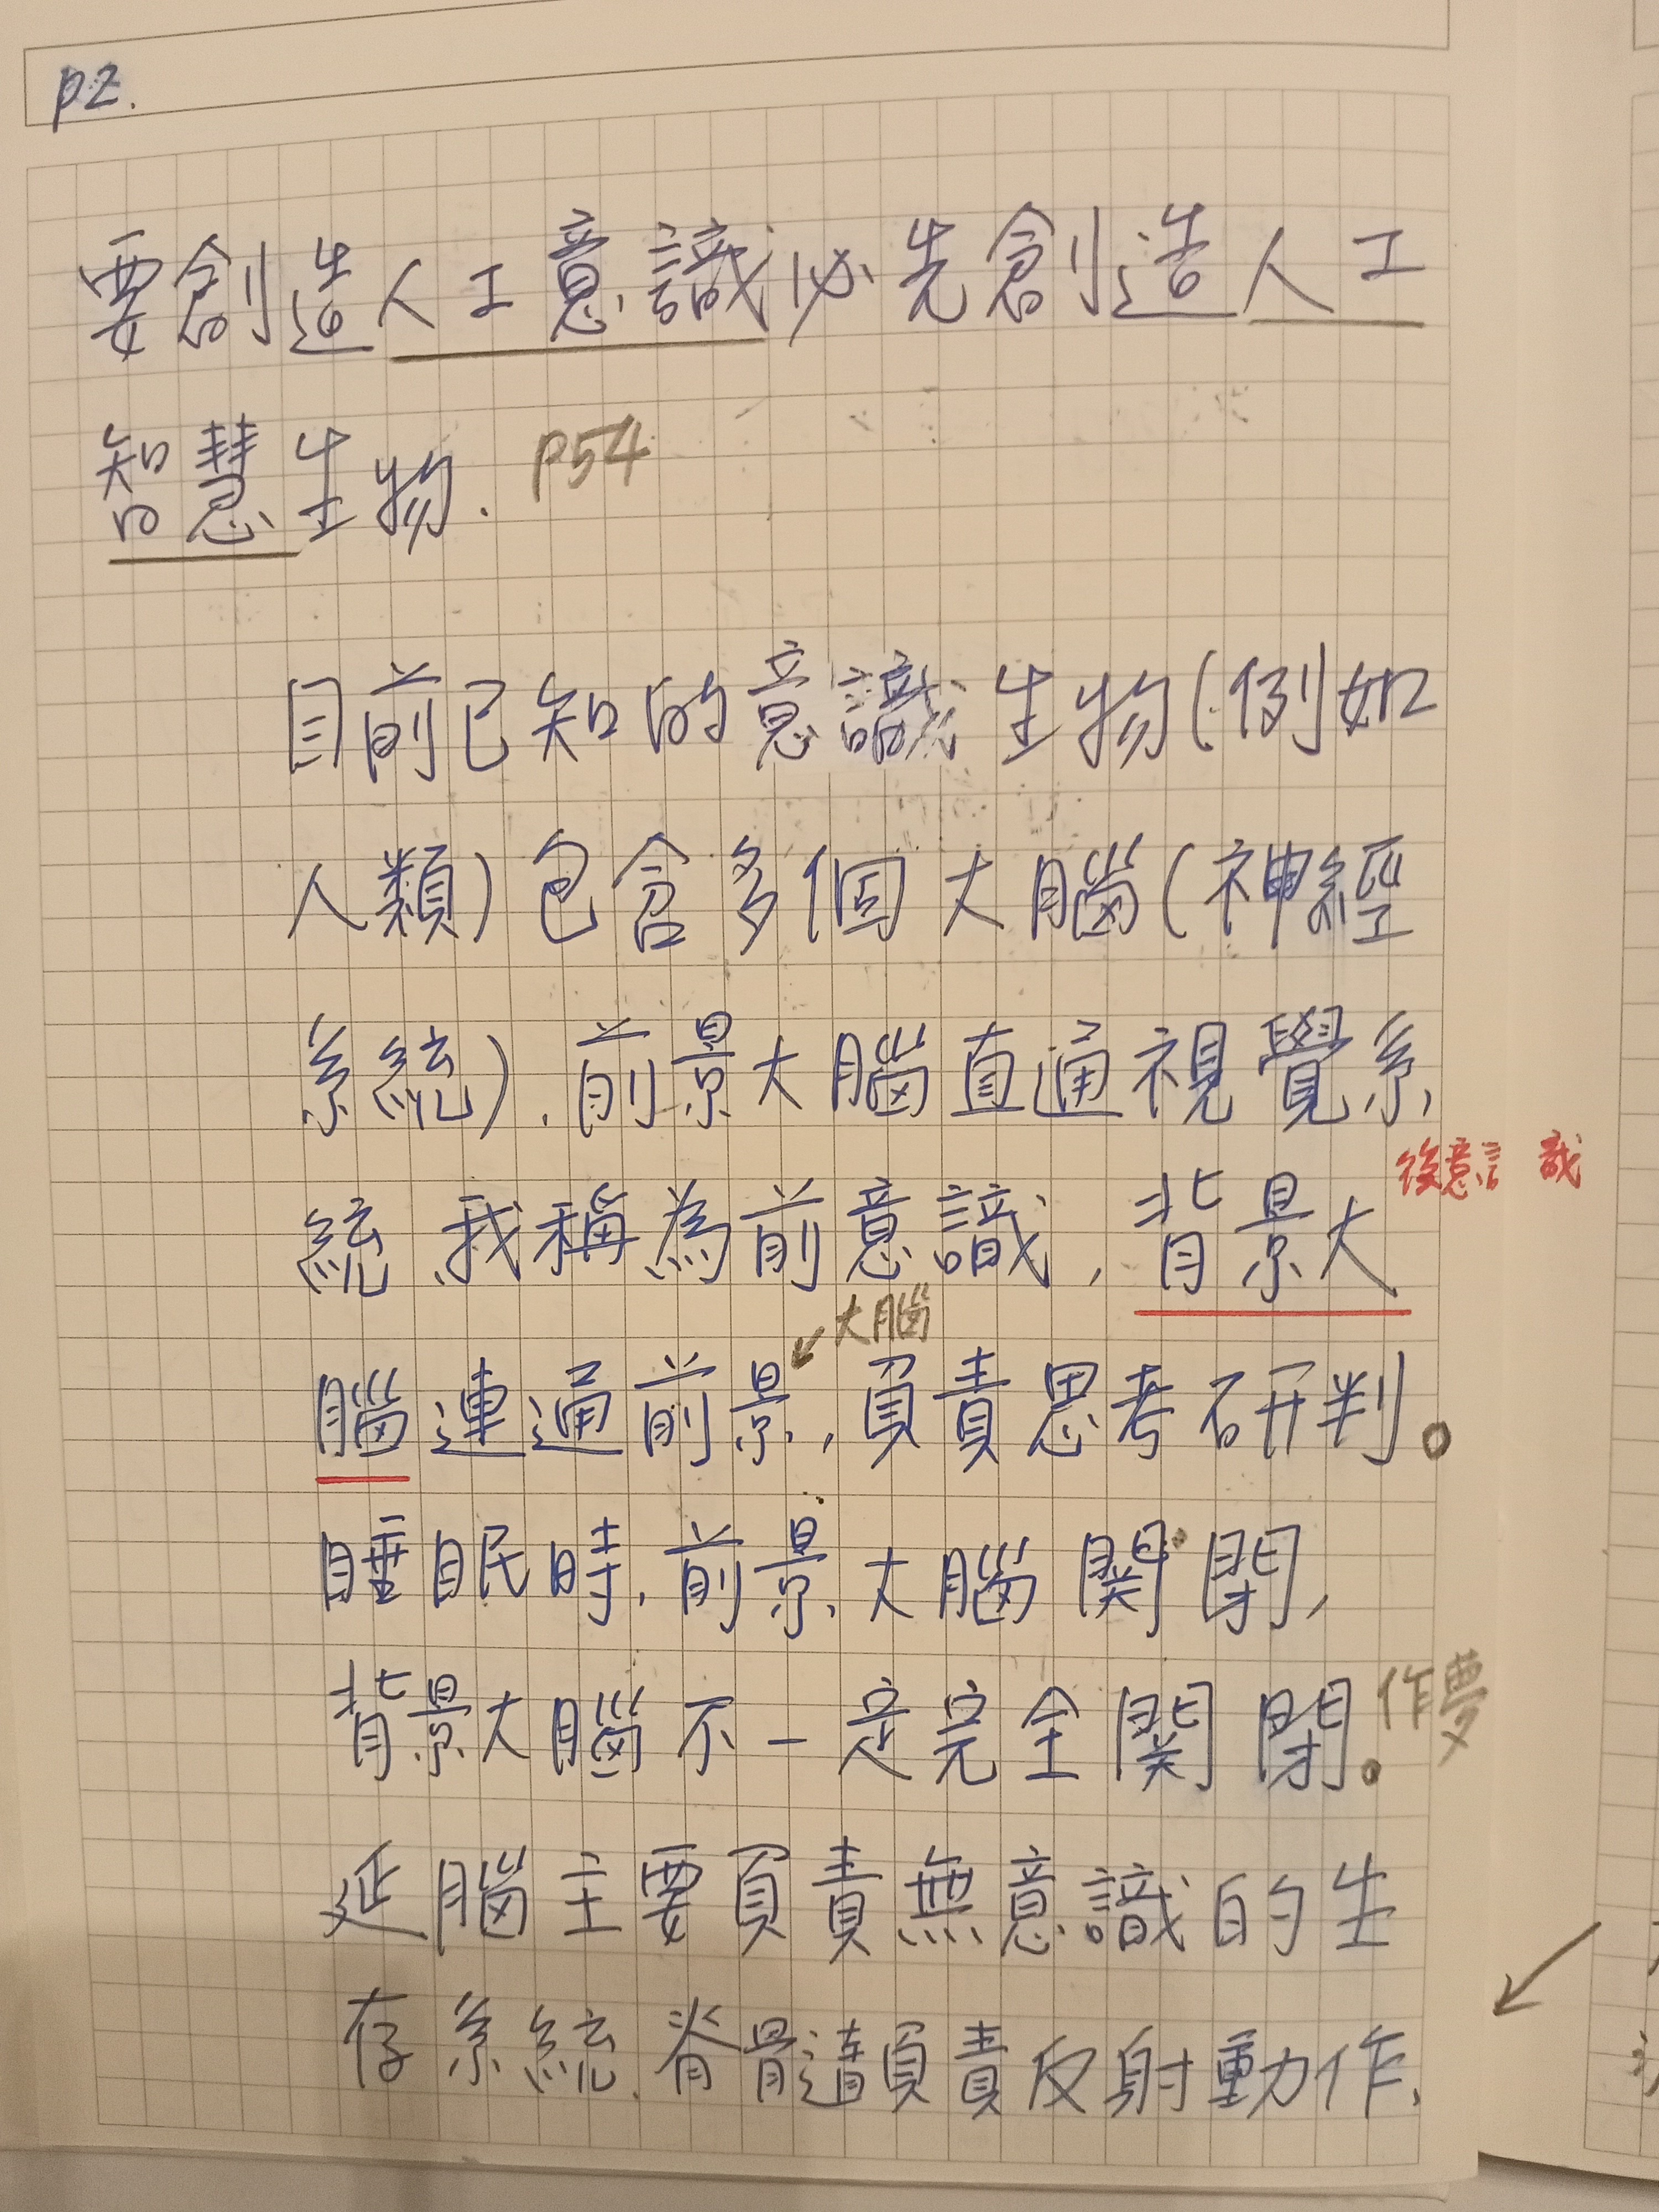 p2.
要創造人工意識必先創造人工
智慧生物. p54
目前已知的意識生物(例如
人類)包含多個大腦(神經
系統).前景大腦直通視覺系
後意識
統、我稱為前意識,背景大
大腦
腦連通前景,負責思考研判。
睡眠時,前景大腦關閉,
背景大腦不一定完全關閉。作夢
延腦主要負責無意識的生
存系統、脊髓負責反射動作、